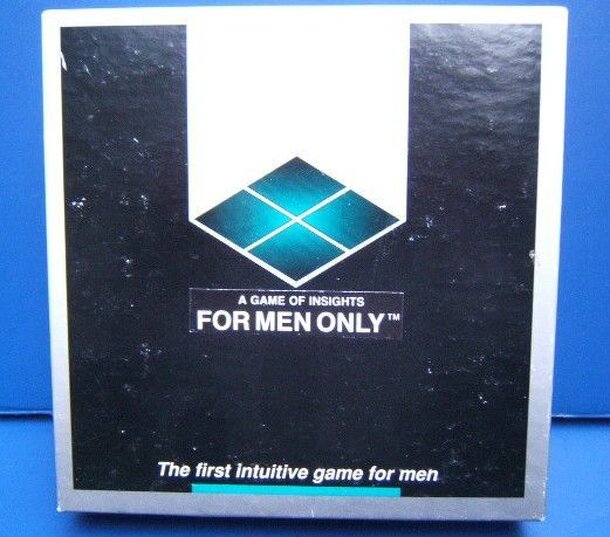 A GAME OF INSIGHTS
FOR MEN ONLY™
The first intuitive game for men